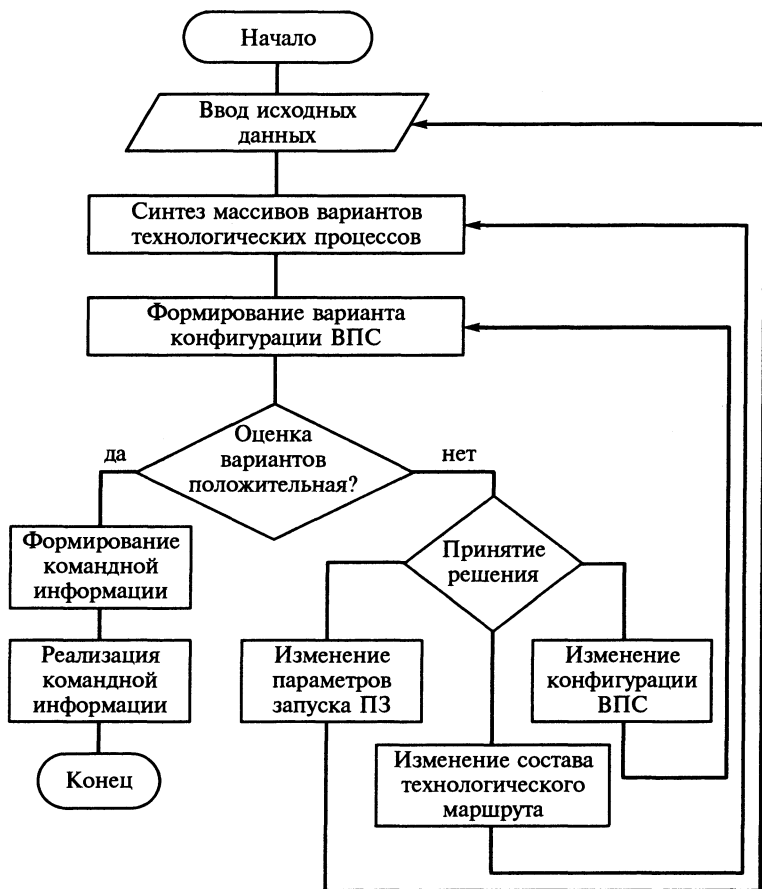 Начало
Ввод исходных
данных
Синтез массивов вариантов
технологических процессов
Формирование варианта
конфигурации ВПС
Оценка
вариантов
положительная?
да
нет
Формирование
командной
информации
Принятие
решения
Реализация
командной
информации
Изменение
параметров
запуска ПЗ
Изменение
конфигурации
ВПС
Изменение состава
технологического
маршрута
Конец